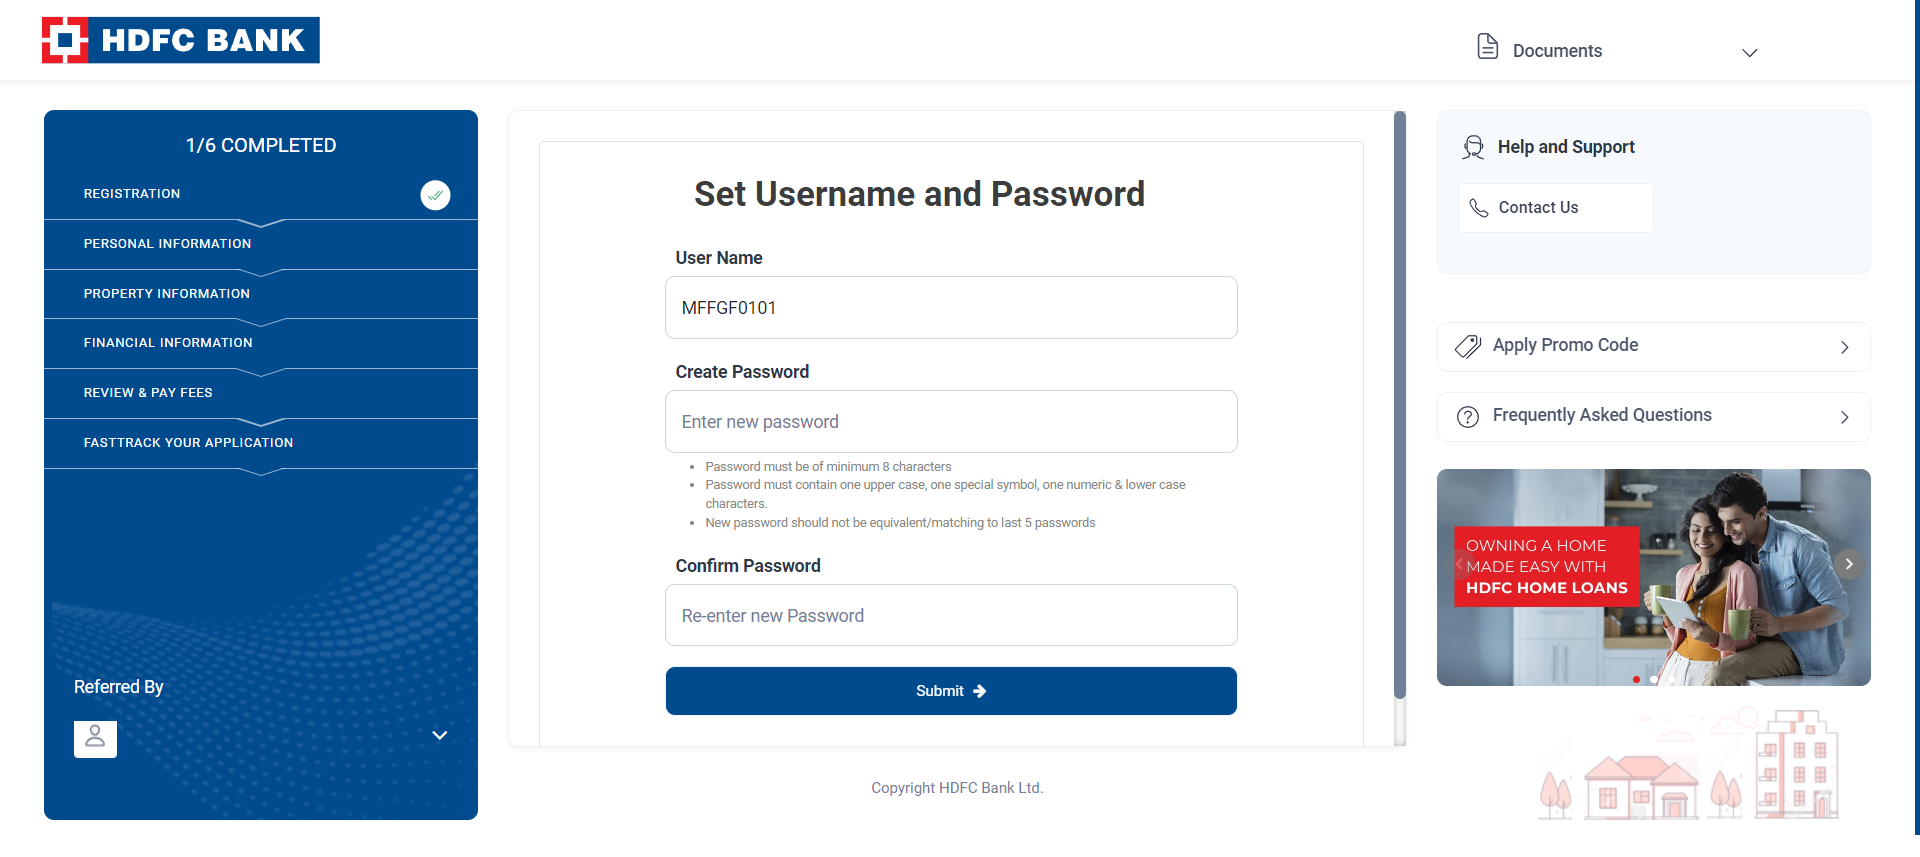 HDFC BANK
Documents
1/6 COMPLETED
REGISTRATION
PERSONAL INFORMATION
PROPERTY INFORMATION
FINANCIAL INFORMATION
REVIEW & PAY FEES
FASTTRACK YOUR APPLICATION
Referred By
Set Username and Password
User Name
MFFGF0101
Create Password
Enter new password
Password must be of minimum 8 characters
Password must contain one upper case, one special symbol, one numeric & lower case
characters.
New password should not be equivalent/matching to last 5 passwords
Confirm Password
Re-enter new Password
Submit
Copyright HDFC Bank Ltd.
Help and Support
Contact Us
Apply Promo Code
Frequently Asked Questions
OWNING A HOME
MADE EASY WITH
HDFC HOME LOANS